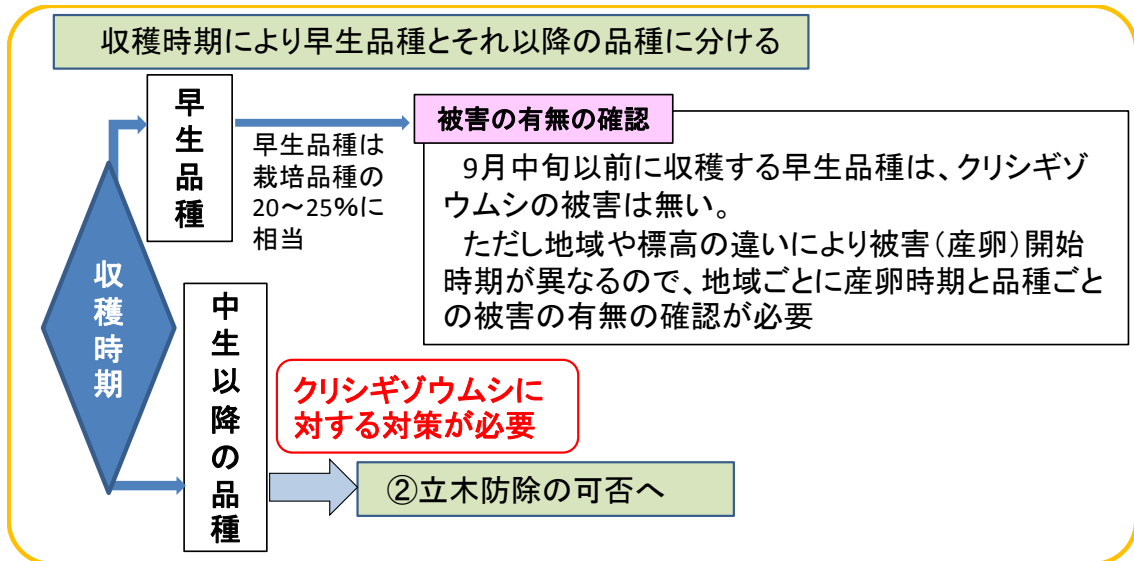 収穫時期により早生品種とそれ以降の品種に分ける
収穫時期
早生品種
早生品種は
栽培品種の
20～25%に
相当
被害の有無の確認
9月中旬以前に収穫する早生品種は、クリシギゾ
ウムシの被害は無い。
ただし地域や標高の違いにより被害(産卵)開始
時期が異なるので、地域ごとに産卵時期と品種ごと
の被害の有無の確認が必要
中生以降の品種
クリシギゾウムシに
対する対策が必要
②立木防除の可否へ